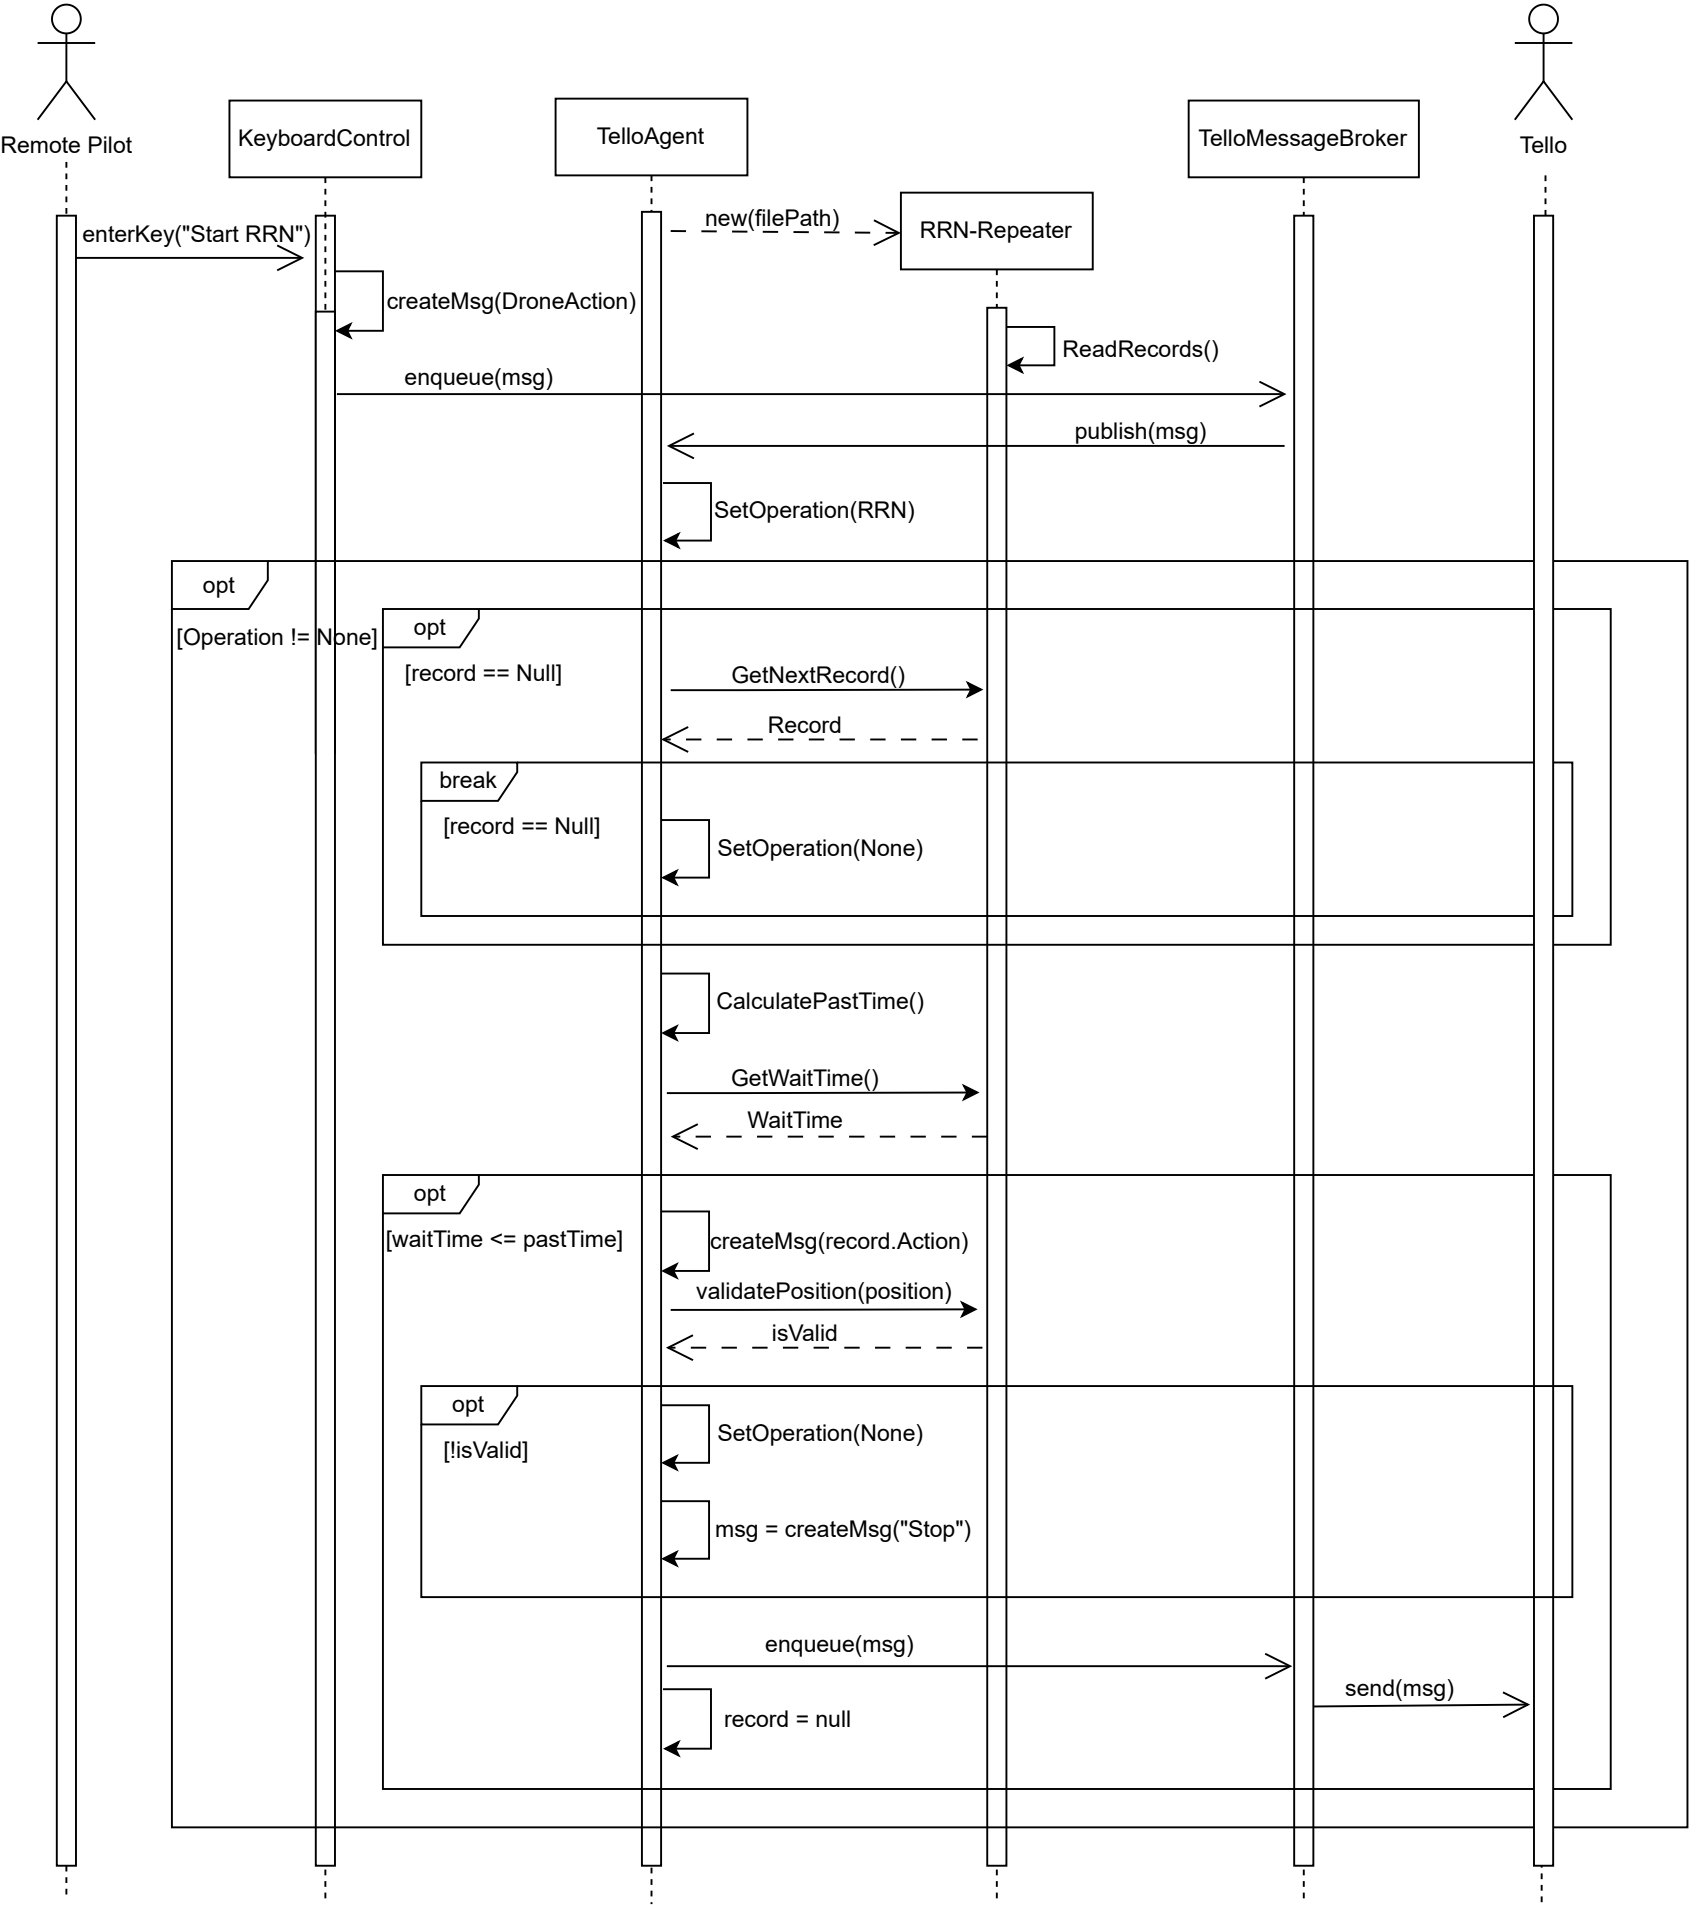 Remote Pilot
KeyboardControl
TelloAgent
TelloMessageBroker
Tello
new(filePath)
RRN-Repeater
enterKey("Start RRN")
createMsg(DroneAction)
ReadRecords()
enqueue(msg)
publish(msg)
SetOperation(RRN)
opt
[Operation != None]
opt
[record == Null]
GetNextRecord()
Record
break
[record == Null]
SetOperation(None)
CalculatePastTime()
GetWaitTime()
WaitTime
opt
[waitTime <= pastTime]
createMsg(record.Action)
validatePosition(position)
isValid
opt
[!isValid]
SetOperation(None)
msg = createMsg("Stop")
enqueue(msg)
send(msg)
record = null